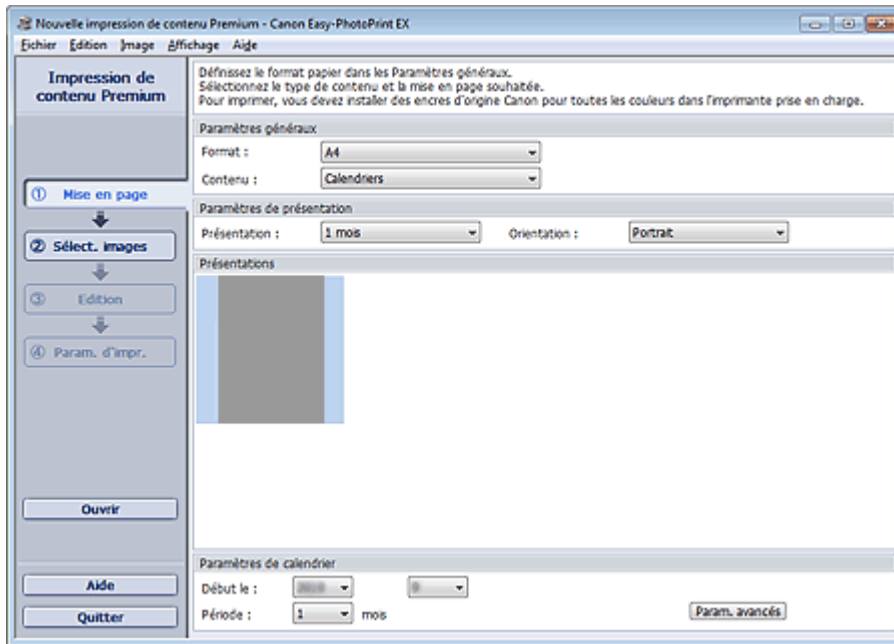 Nouvelle impression de contenu Premium - Canon Easy-PhotoPrint EX
Fichier Edition Image Affichage Aide
Impression de
contenu Premium
① Mise en page
② Sélect. images
③ Edition
④ Param. d'impr.
Ouvrir
Aide
Quitter
Définissez le format papier dans les Paramètres généraux.
Sélectionnez le type de contenu et la mise en page souhaitée.
Pour imprimer, vous devez installer des encres d'origine Canon pour toutes les couleurs dans l'imprimante prise en charge.
Paramètres généraux
Format : A4
Contenu : Calendriers
Paramètres de présentation
Présentation : 1 mois Orientation : Portrait
Présentations
Paramètres de calendrier
Début le :
Période : 1 mois Param. avancés